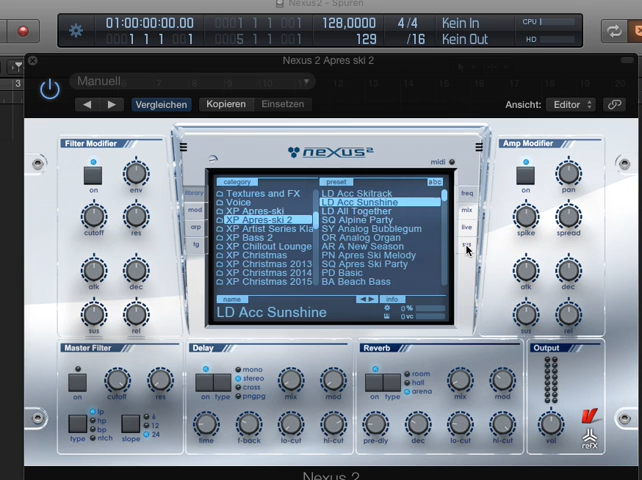 Nexus2 - Spuren
01:00:00:00.00
1 1 1 1
0001 1 1 001
0005 1 1 001
128,0000
129
4/4
/16
Kein In
Kein Out
CPU
HD
3
Nexus 2 Apres ski 2
Manuell
Vergleichen
Kopieren
Einsetzen
Ansicht:
Editor
Filter Modifier
on
env
cutoff
res
atk
dec
sus
rel
nexus²
midi
library
mod
arp
tg
category
Textures and FX
Voice
XP Apres-ski
XP Apres-ski 2
XP Artist Series Kla
XP Bass 2
XP Chillout Lounge
XP Christmas
XP Christmas 2013
XP Christmas 2014
XP Christmas 2015
preset
abc
LD Acc Skitrack
LD Acc Sunshine
LD All Together
SQ Alpine Party
SY Analog Bubblegum
OR Analog Organ
AR A New Season
PN Apres Ski Melody
SQ Apres Ski Party
PD Basic
BA Beach Bass
name
info
LD Acc Sunshine
0%
0 vc
freq
mix
live
sys
Amp Modifier
on
pan
spike
spread
atk
dec
sus
rel
Master Filter
on
cutoff
res
type
lp
hp
bp
ntch
slope
6
12
24
Delay
on
type
mono
stereo
cross
pngpg
mix
mod
time
f-back
lo-cut
hi-cut
Reverb
on
type
room
hall
arena
mix
mod
pre-dly
dec
lo-cut
hi-cut
Output
vol
reFX
Nexus 2